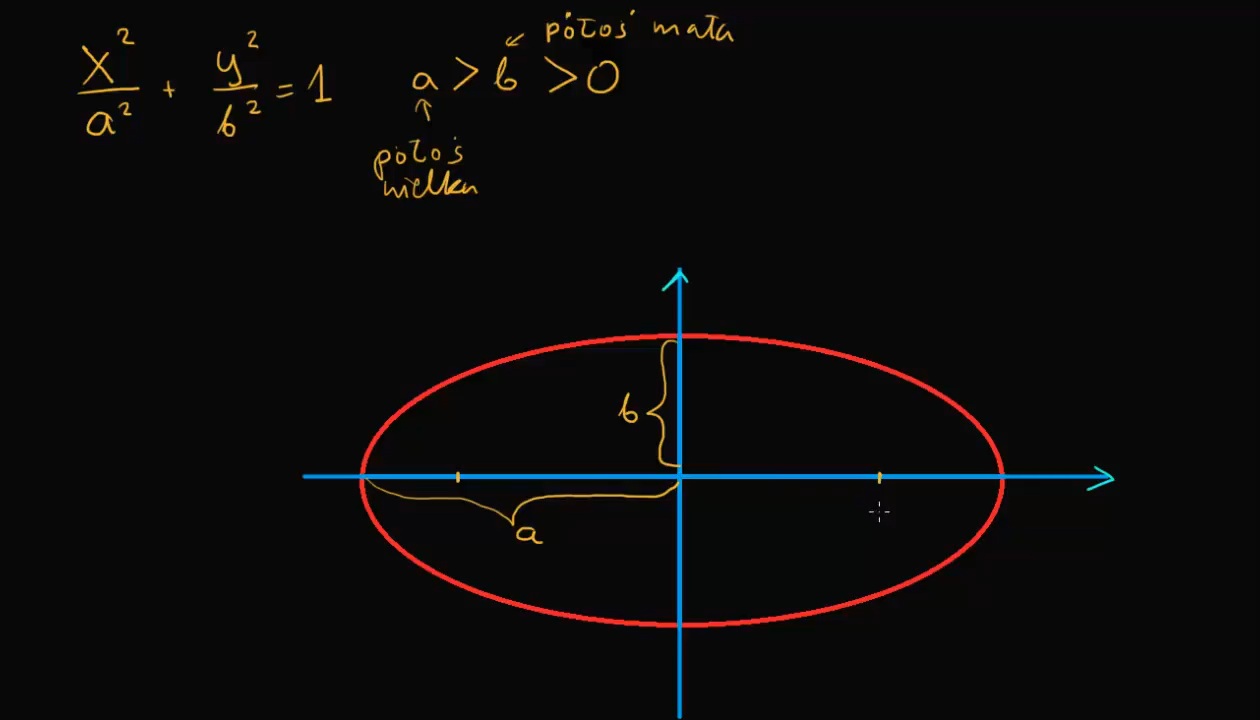 półoś mała
x²/a² + y²/b² = 1 a > b > 0
półoś
wielka
b
a